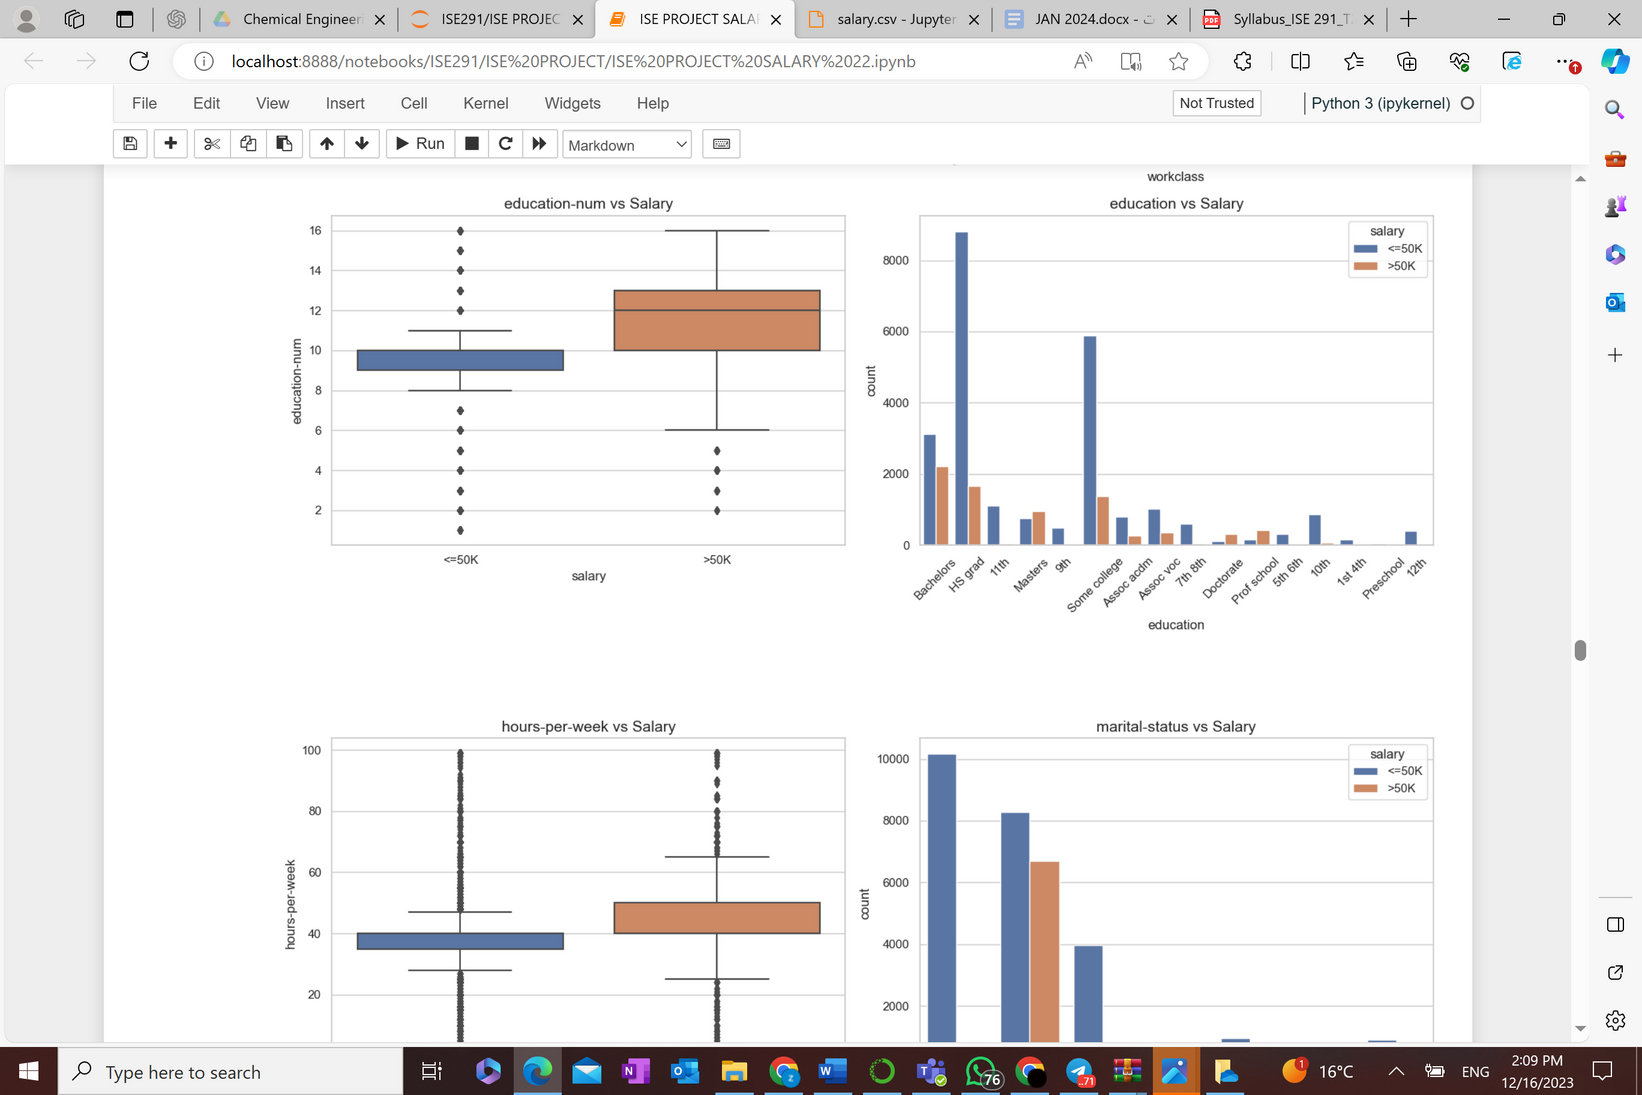 Chemical Engineer
ISE291/ISE PROJEC
ISE PROJECT SALA
salary.csv - Jupyter
JAN 2024.docx -
Syllabus_ISE 291_T
localhost:8888/notebooks/ISE291/ISE%20PROJECT/ISE%20PROJECT%20SALARY%2022.ipynb
File Edit View Insert Cell Kernel Widgets Help
Not Trusted
Python 3 (ipykernel)
Run
Markdown
workclass
education-num vs Salary
16
14
12
10
8
6
4
2
education-num
<=50K >50K
salary
education vs Salary
salary
<=50K
>50K
8000
6000
4000
2000
0
count
Bachelors
HS grad
11th
Masters
9th
Some college
Assoc acdm
Assoc voc
7th 8th
Doctorate
Prof school
5th 6th
10th
1st 4th
Preschool
12th
education
hours-per-week vs Salary
100
80
60
40
20
hours-per-week
marital-status vs Salary
salary
<=50K
>50K
10000
8000
6000
4000
2000
count
Type here to search
76
..71
1
16°C
ENG
2:09 PM
12/16/2023